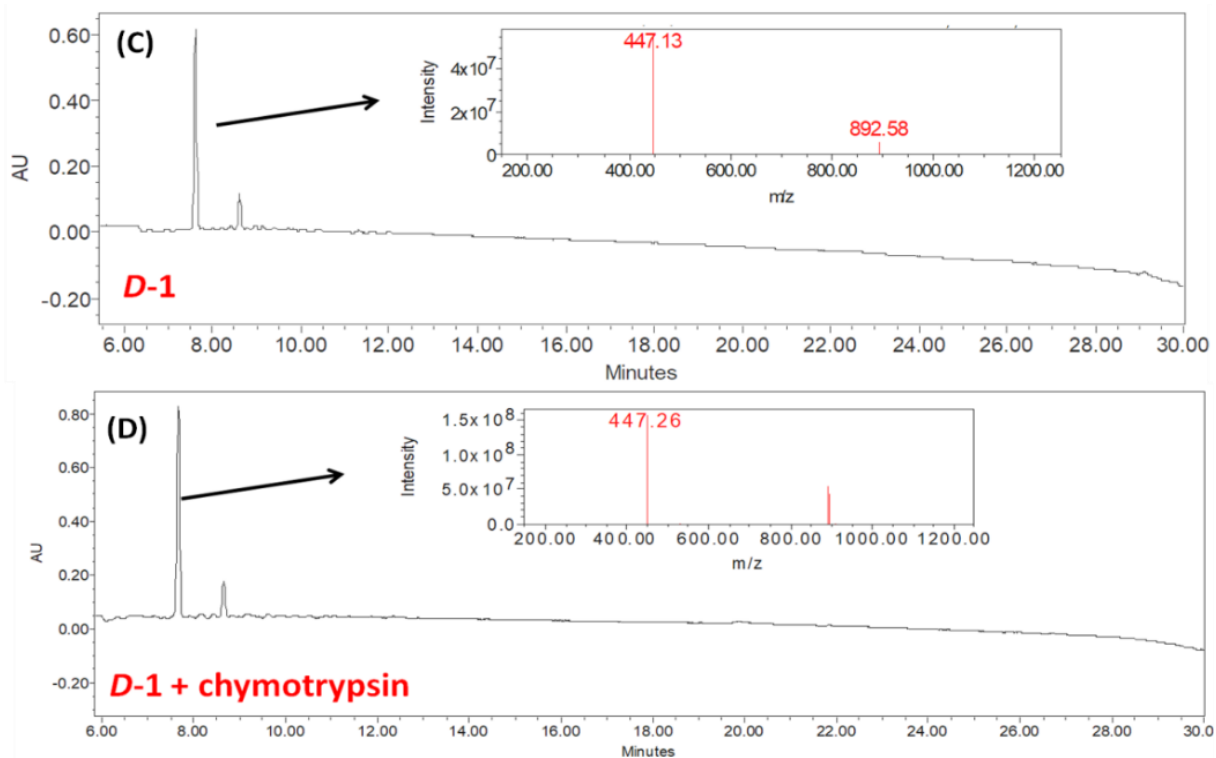 (C)
0.60
0.40
0.20
0.00
-0.20
AU
447.13
892.58
4x10⁷
2x10⁷
0
Intensity
200.00 400.00 600.00 800.00 1000.00 1200.00
m/z
D-1
6.00 8.00 10.00 12.00 14.00 16.00 18.00 20.00 22.00 24.00 26.00 28.00 30.00
Minutes
(D)
0.80
0.60
0.40
0.20
0.00
-0.20
AU
447.26
1.5x 10⁸
1.0x 10⁸
5.0x 10⁷
0.0
Intensity
200.00 400.00 600.00 800.00 1000.00 1200.00
m/z
D-1 + chymotrypsin
6.00 8.00 10.00 12.00 14.00 16.00 18.00 20.00 22.00 24.00 26.00 28.00 30.0
Minutes